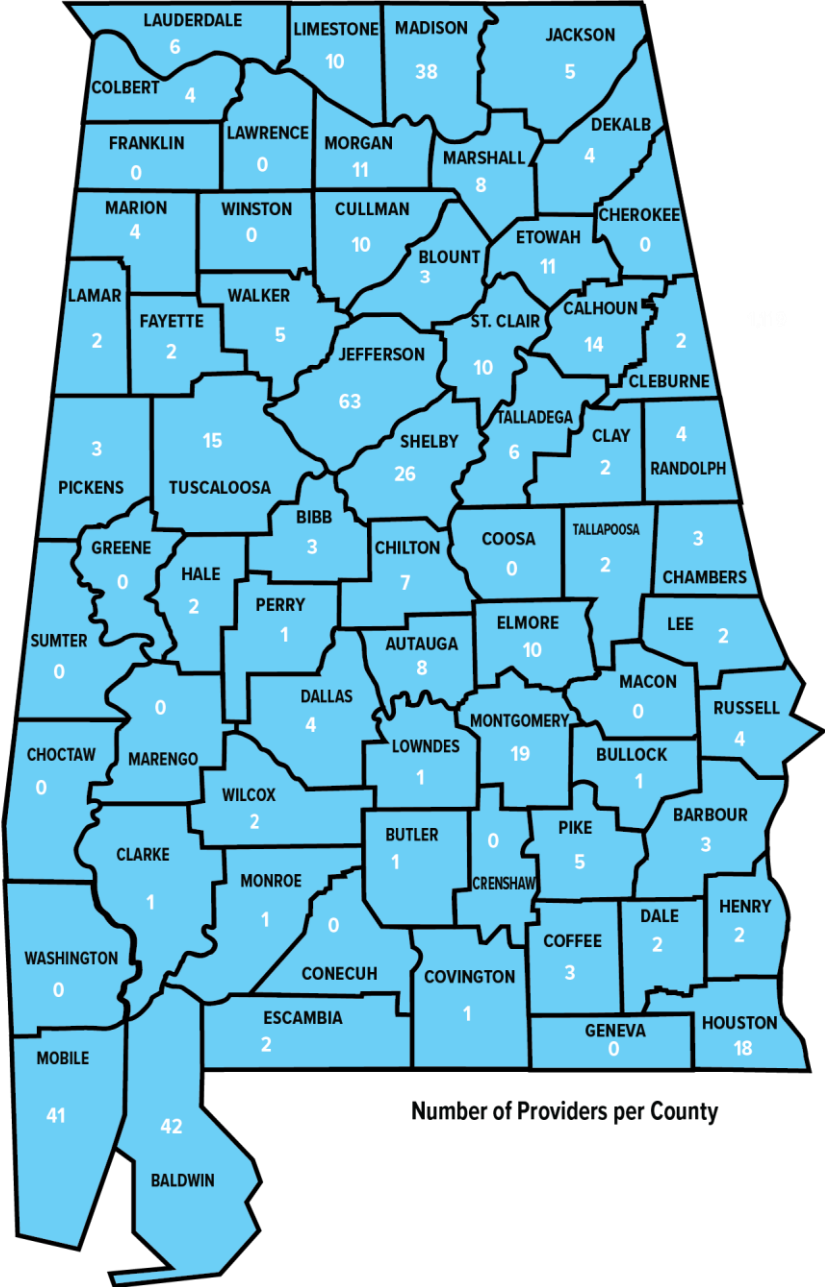 LAUDERDALE
6
LIMESTONE
10
MADISON
38
JACKSON
5
COLBERT
4
DEKALB
4
FRANKLIN
0
LAWRENCE
0
MORGAN
11
MARSHALL
8
CHEROKEE
0
MARION
4
WINSTON
0
CULLMAN
10
BLOUNT
3
ETOWAH
11
LAMAR
2
FAYETTE
2
WALKER
5
JEFFERSON
63
ST. CLAIR
10
CALHOUN
14
2
CLEBURNE
3
PICKENS
15
TUSCALOOSA
SHELBY
26
TALLADEGA
6
CLAY
2
4
RANDOLPH
GREENE
0
HALE
2
BIBB
3
CHILTON
7
COOSA
0
TALLAPOOSA
2
3
CHAMBERS
SUMTER
0
PERRY
1
AUTAUGA
8
ELMORE
10
LEE
2
0
MARENGO
DALLAS
4
LOWNDES
1
MONTGOMERY
19
MACON
0
RUSSELL
4
CHOCTAW
0
WILCOX
2
BULLOCK
1
CLARKE
1
BUTLER
1
0
CRENSHAW
PIKE
5
BARBOUR
3
MONROE
1
0
CONECUH
COFFEE
3
DALE
2
HENRY
2
WASHINGTON
0
COVINGTON
1
ESCAMBIA
2
GENEVA
0
HOUSTON
18
MOBILE
41
42
BALDWIN
Number of Providers per County